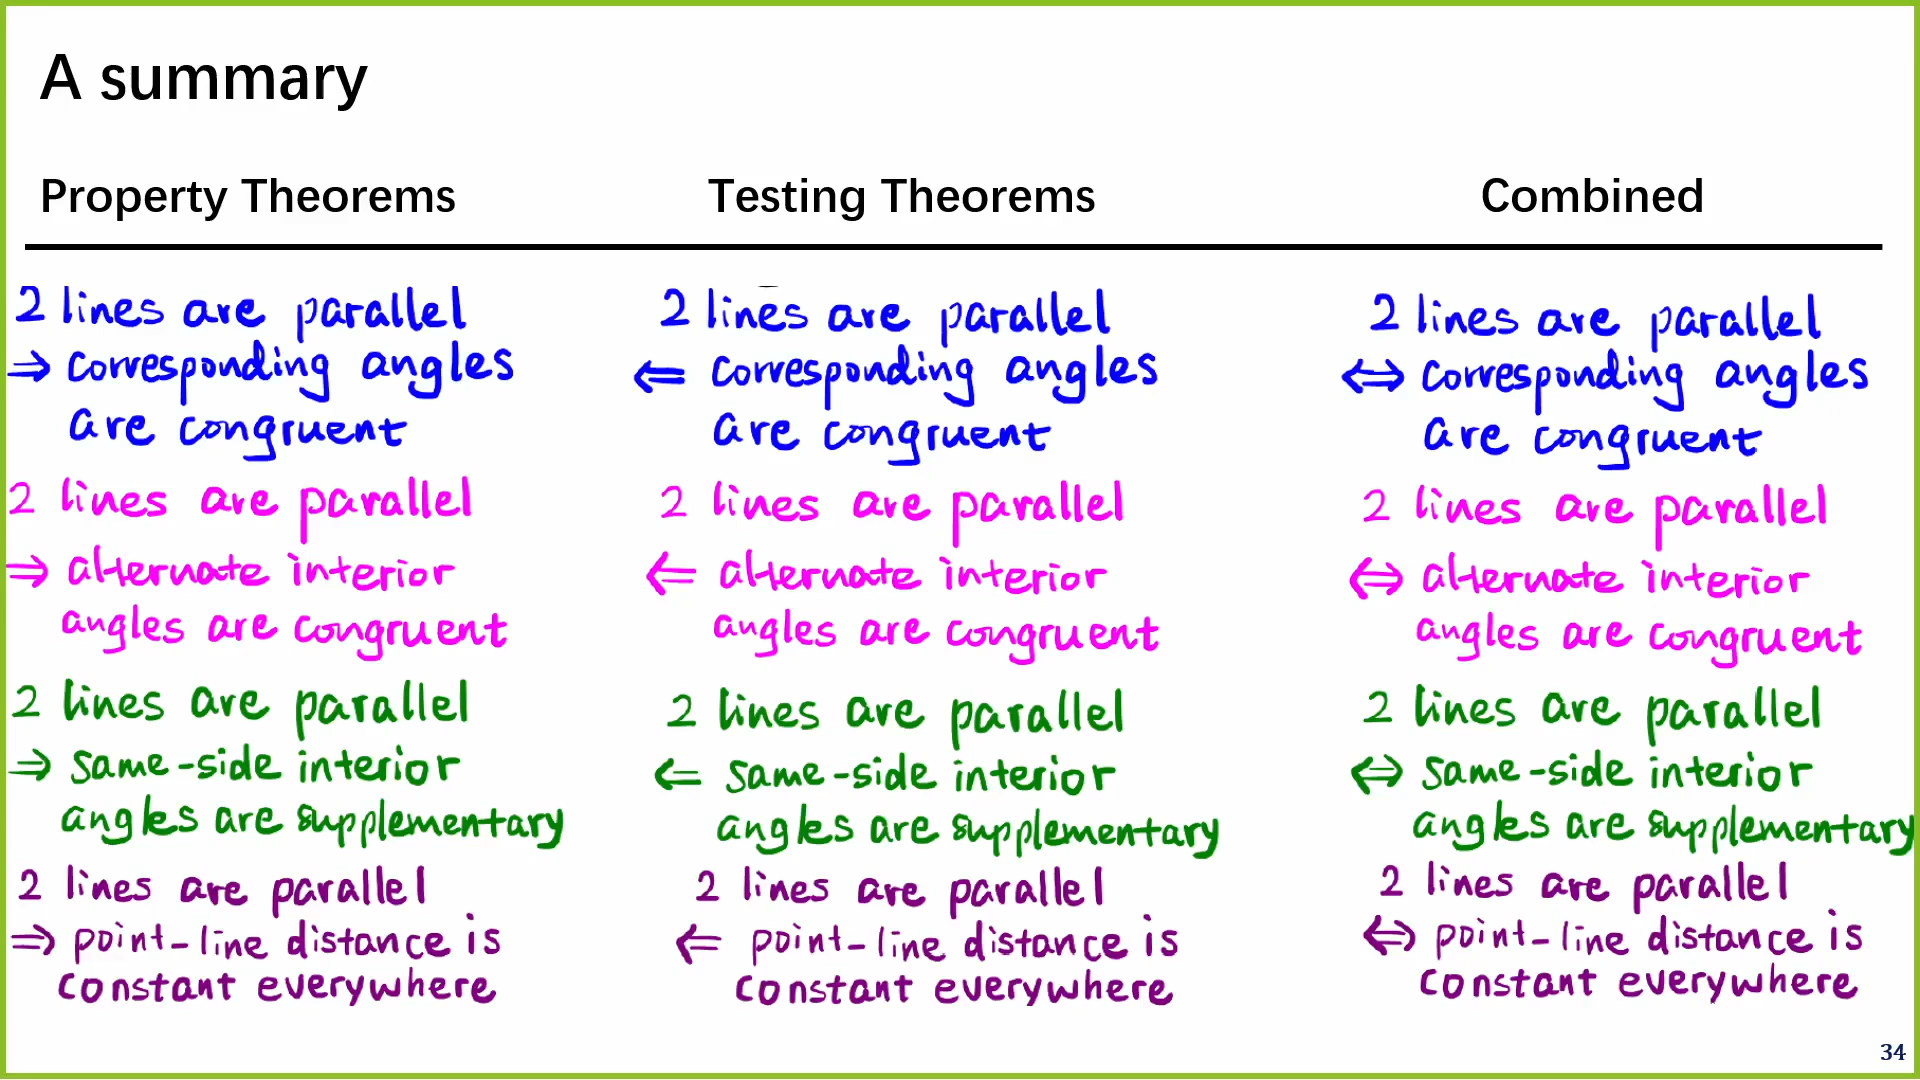 A summary
Property Theorems
Testing Theorems
Combined
2 lines are parallel
⇒ corresponding angles
are congruent
2 lines are parallel
⇒ alternate interior
angles are congruent
2 lines are parallel
⇒ same-side interior
angles are supplementary
2 lines are parallel
⇒ point-line distance is
constant everywhere
2 lines are parallel
⇐ corresponding angles
are congruent
2 lines are parallel
⇐ alternate interior
angles are congruent
2 lines are parallel
⇐ same-side interior
angles are supplementary
2 lines are parallel
⇐ point-line distance is
constant everywhere
2 lines are parallel
⇔ corresponding angles
are congruent
2 lines are parallel
⇔ alternate interior
angles are congruent
2 lines are parallel
⇔ same-side interior
angles are supplementary
2 lines are parallel
⇔ point-line distance is
constant everywhere
34